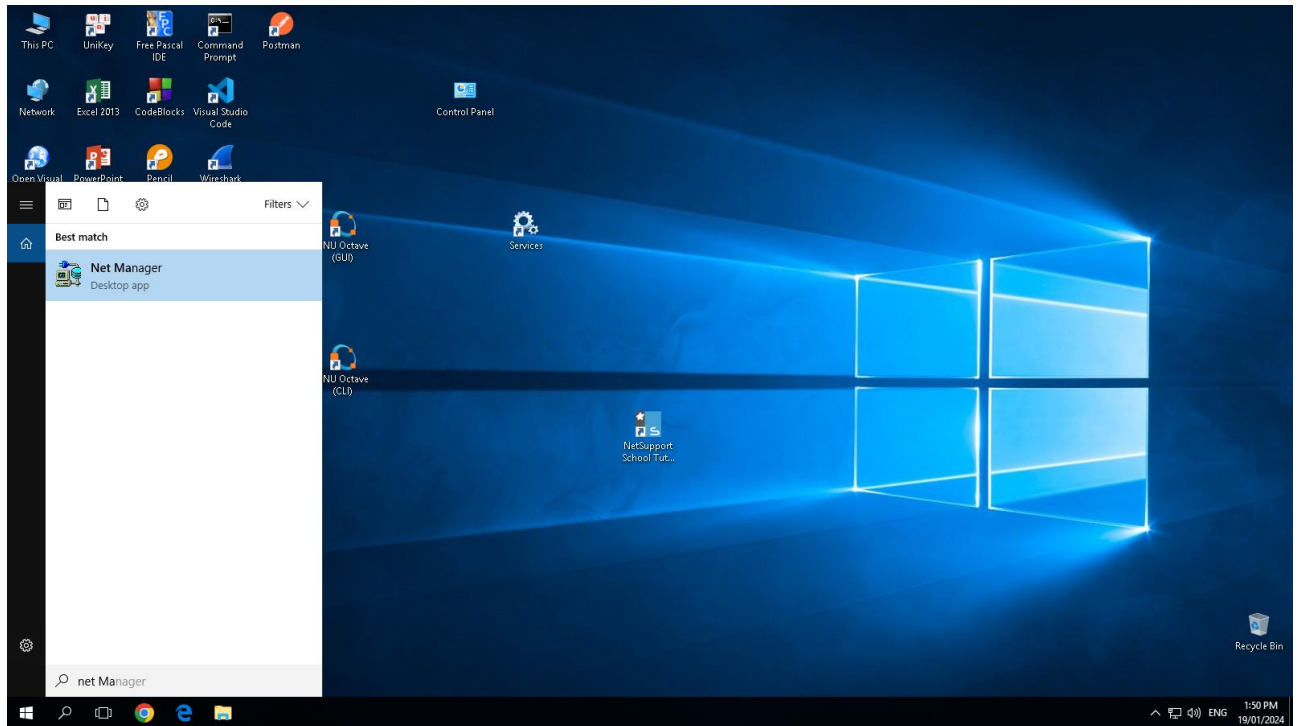 This PC
UniKey
Free Pascal
IDE
Command
Prompt
Postman
Network
Excel 2013
CodeBlocks
Visual Studio
Code
Control Panel
Open Visual
PowerPoint
Pencil
Wireshark
Filters
Best match
Net Manager
Desktop app
NU Octave
(GUI)
Services
NU Octave
(CLI)
NetSupport
School Tut...
Recycle Bin
net Manager
ENG
1:50 PM
19/01/2024